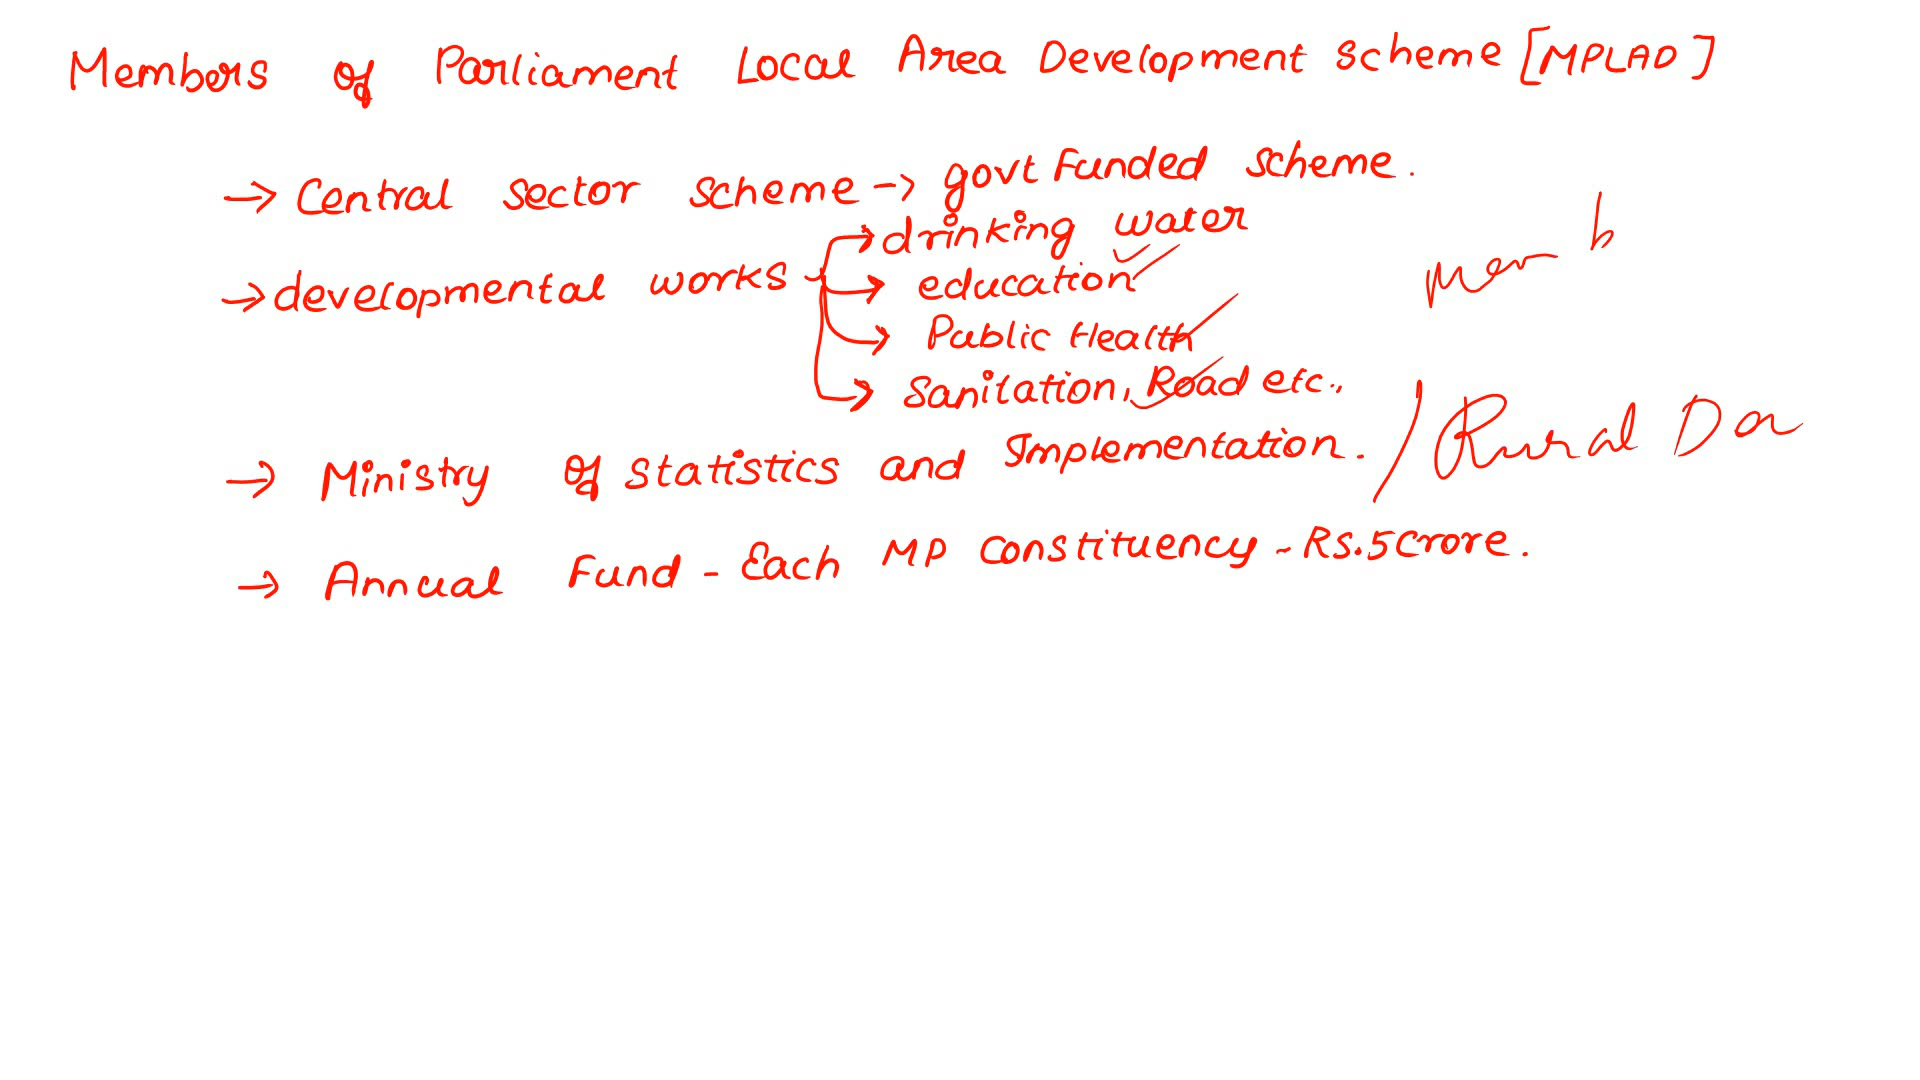 Members of Parliament Local Area Development Scheme [MPLAD]
→ Central sector scheme → govt Funded scheme.
→ developmental works → drinking water
→ education
→ Public Health
→ Sanitation, Road etc.,
→ Ministry of statistics and Implementation. / Rural
→ Annual Fund - Each MP constituency - Rs.5crore.